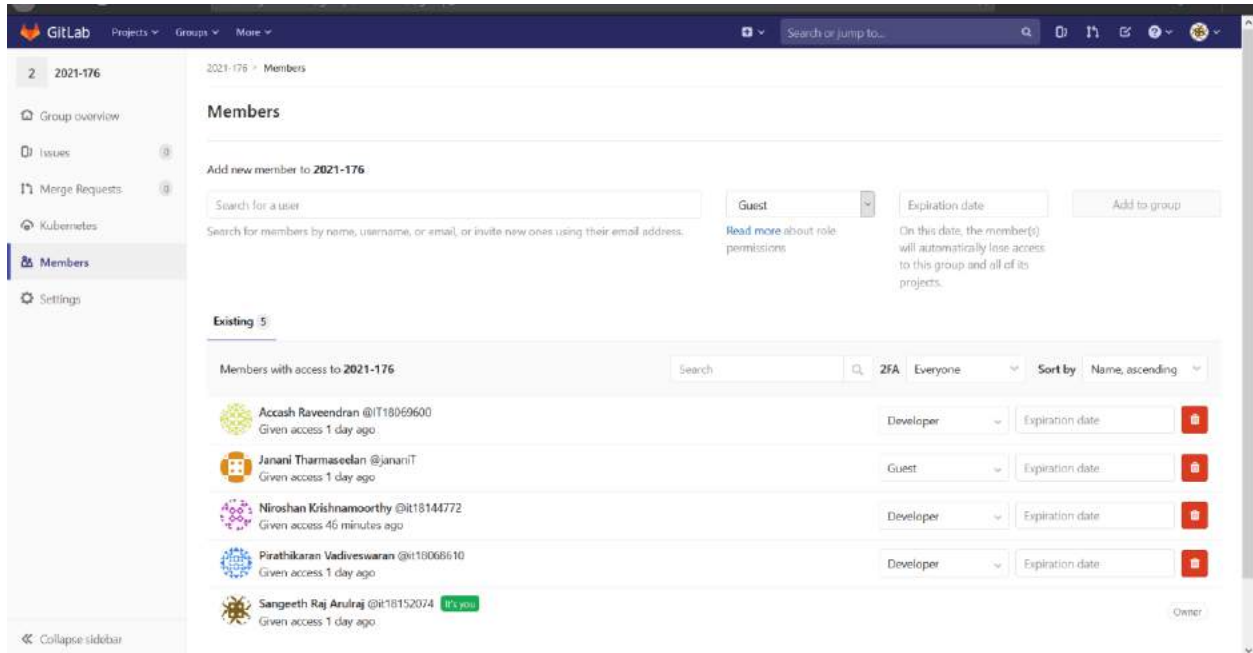 GitLab Projects Groups More Search or jump to...
2 2021-176
Group overview
Issues 0
Merge Requests 0
Kubernetes
Members
Settings
Collapse sidebar
2021-176 > Members
Members
Add new member to 2021-176
Search for a user
Search for members by name, username, or email, or invite new ones using their email address.
Guest
Read more about role
permissions
Expiration date
On this date, the member(s)
will automatically lose access
to this group and all of its
projects.
Add to group
Existing 5
Members with access to 2021-176 Search 2FA Everyone Sort by Name, ascending
Accash Raveendran @IT18069600
Given access 1 day ago
Developer Expiration date
Janani Tharmaseelan @jananiT
Given access 1 day ago
Guest Expiration date
Niroshan Krishnamoorthy @it18144772
Given access 46 minutes ago
Developer Expiration date
Pirathikaran Vadiveswaran @it18068610
Given access 1 day ago
Developer Expiration date
Sangeeth Raj Arulraj @it18152074 It's you
Given access 1 day ago
Owner